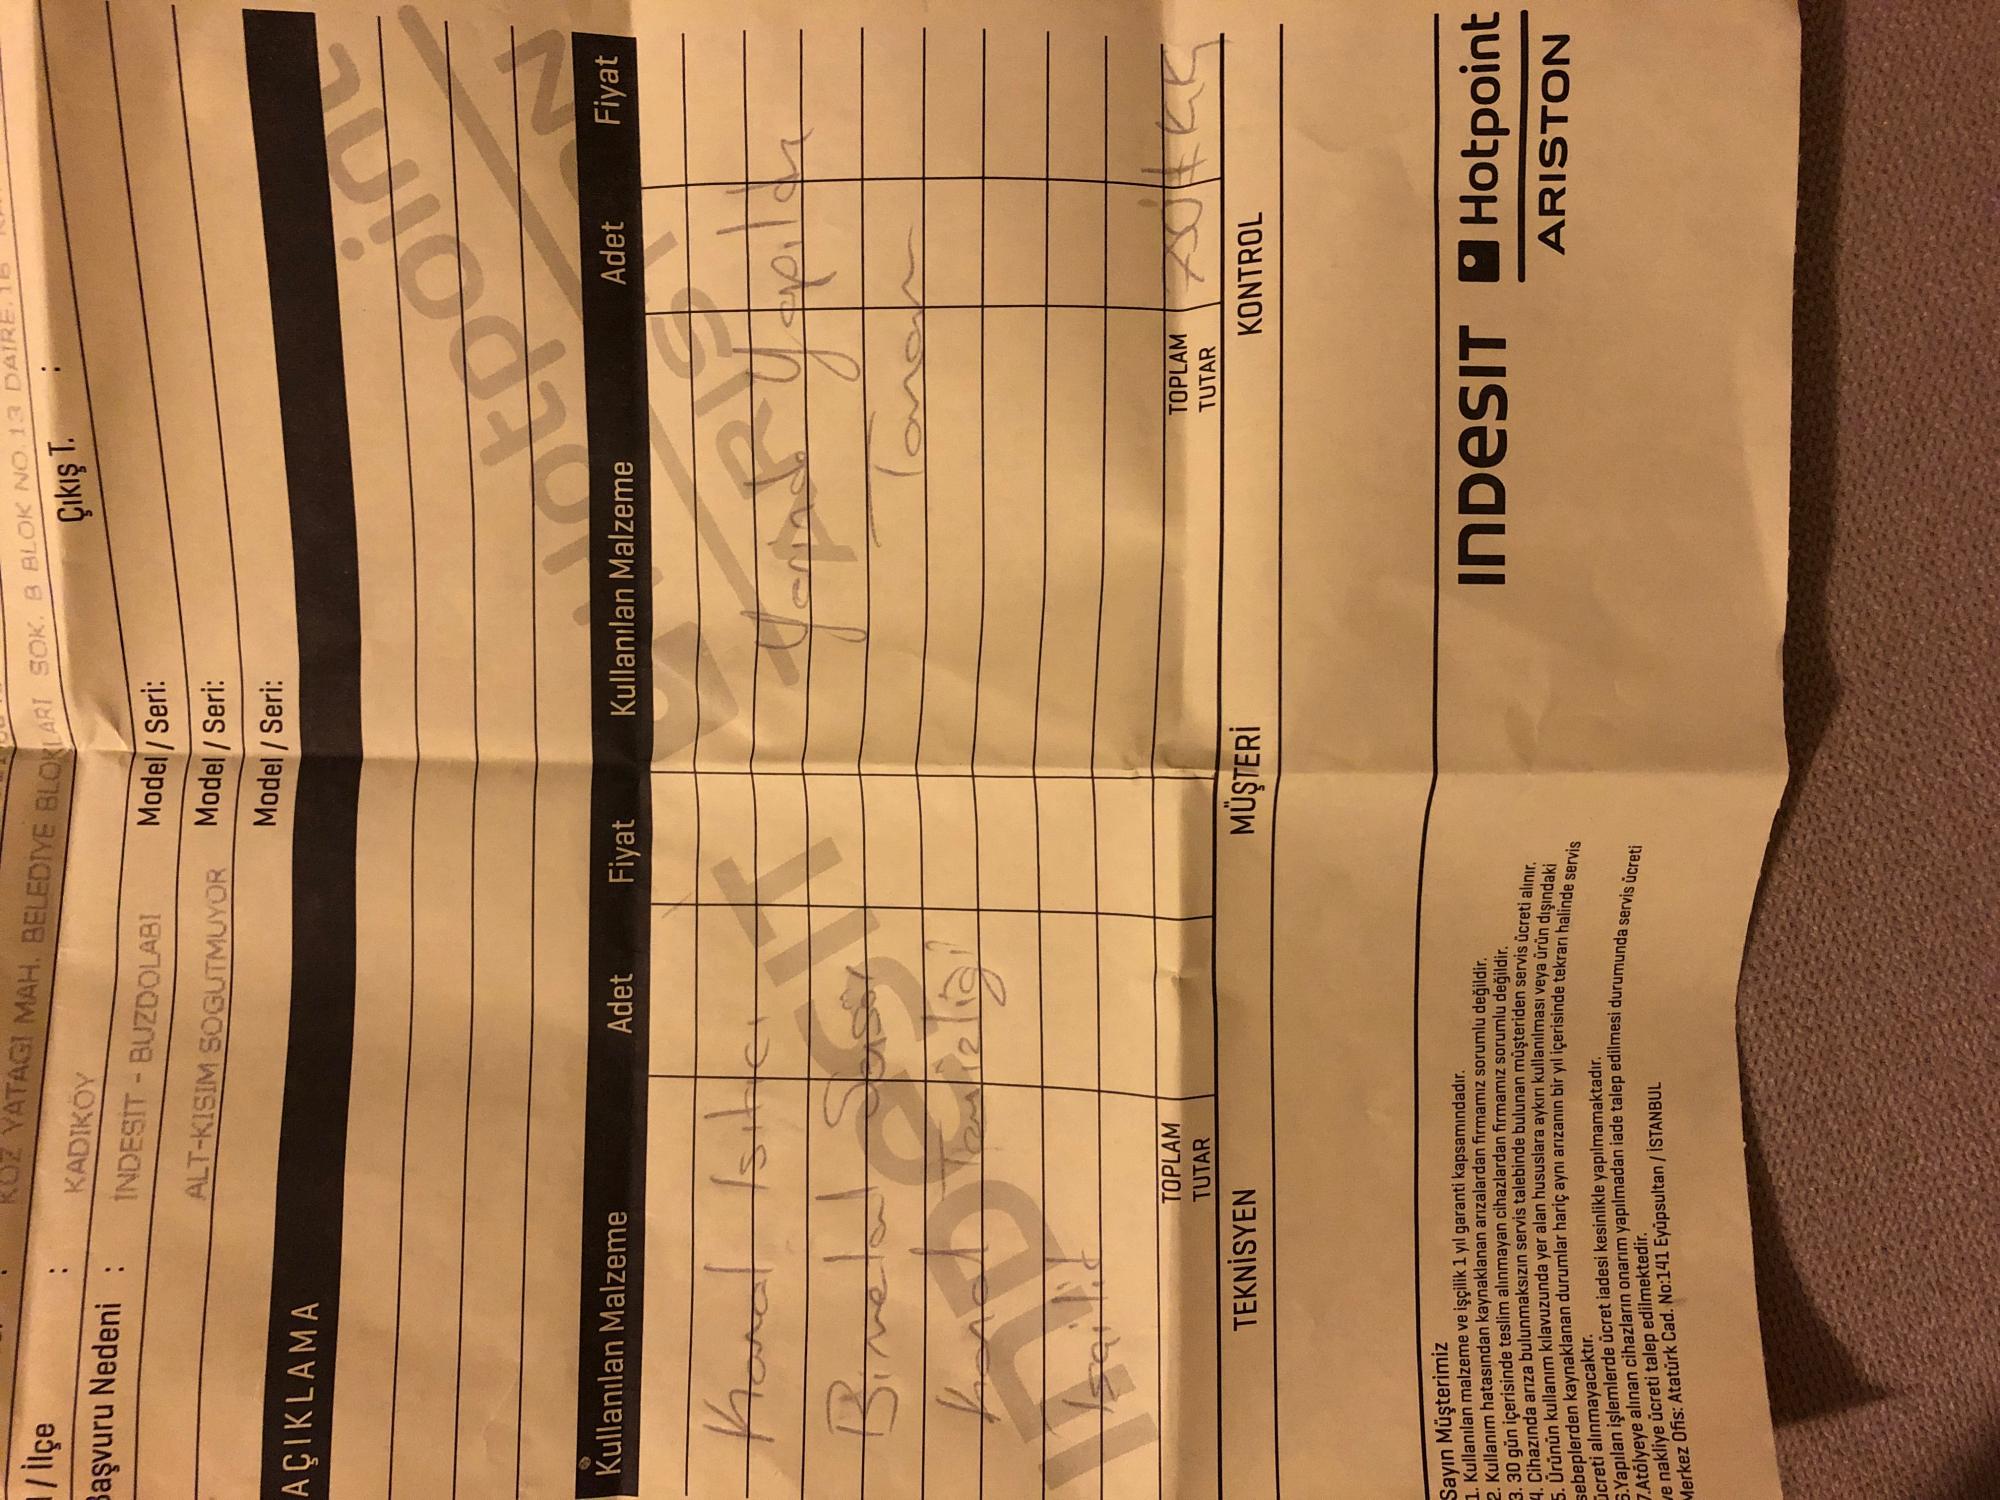 KOZ YATAGI MAH. BELEDIYE BLOKLARI SOK. B BLOK NO.13 DAIRE:16
/ İlçe : KADIKÖY Çıkış T. :
Başvuru Nedeni : İNDESİT - BUZDOLABI Model / Seri:
ALT-KISIM SOGUTMUYOR Model / Seri:
Model / Seri:
AÇIKLAMA
Kullanılan Malzeme Adet Fiyat Kullanılan Malzeme Adet Fiyat
Kanal Isıtıcı
Yerinde Yapılan
Bimetal Sensör
Tamam
Kanal Temizliği
İşçilik
TOPLAM TUTAR TOPLAM TUTAR
TEKNİSYEN MÜŞTERİ KONTROL
INDESIT Hotpoint
ARISTON
Sayın Müşterimiz
1. Kullanılan malzeme ve işçilik 1 yıl garanti kapsamındadır.
2. Kullanım hatasından kaynaklanan arızalardan firmamız sorumlu değildir.
3. 30 gün içerisinde teslim alınmayan cihazlardan firmamız sorumlu değildir.
4. Cihazında arıza bulunmaksızın servis talebinde bulunan müşteriden servis ücreti alınır.
5. Ürünün kullanım kılavuzunda yer alan hususlara aykırı kullanılması veya ürün dışındaki
sebeplerden kaynaklanan durumlar hariç aynı arızanın bir yıl içerisinde tekrarı halinde servis
ücreti alınmayacaktır.
6.Yapılan işlemlerde ücret iadesi kesinlikle yapılmamaktadır.
7.Atölyeye alınan cihazların onarım yapılmadan iade talep edilmesi durumunda servis ücreti
ve nakliye ücreti talep edilmektedir.
Merkez Ofis: Atatürk Cad. No:141 Eyüpsultan / İSTANBUL